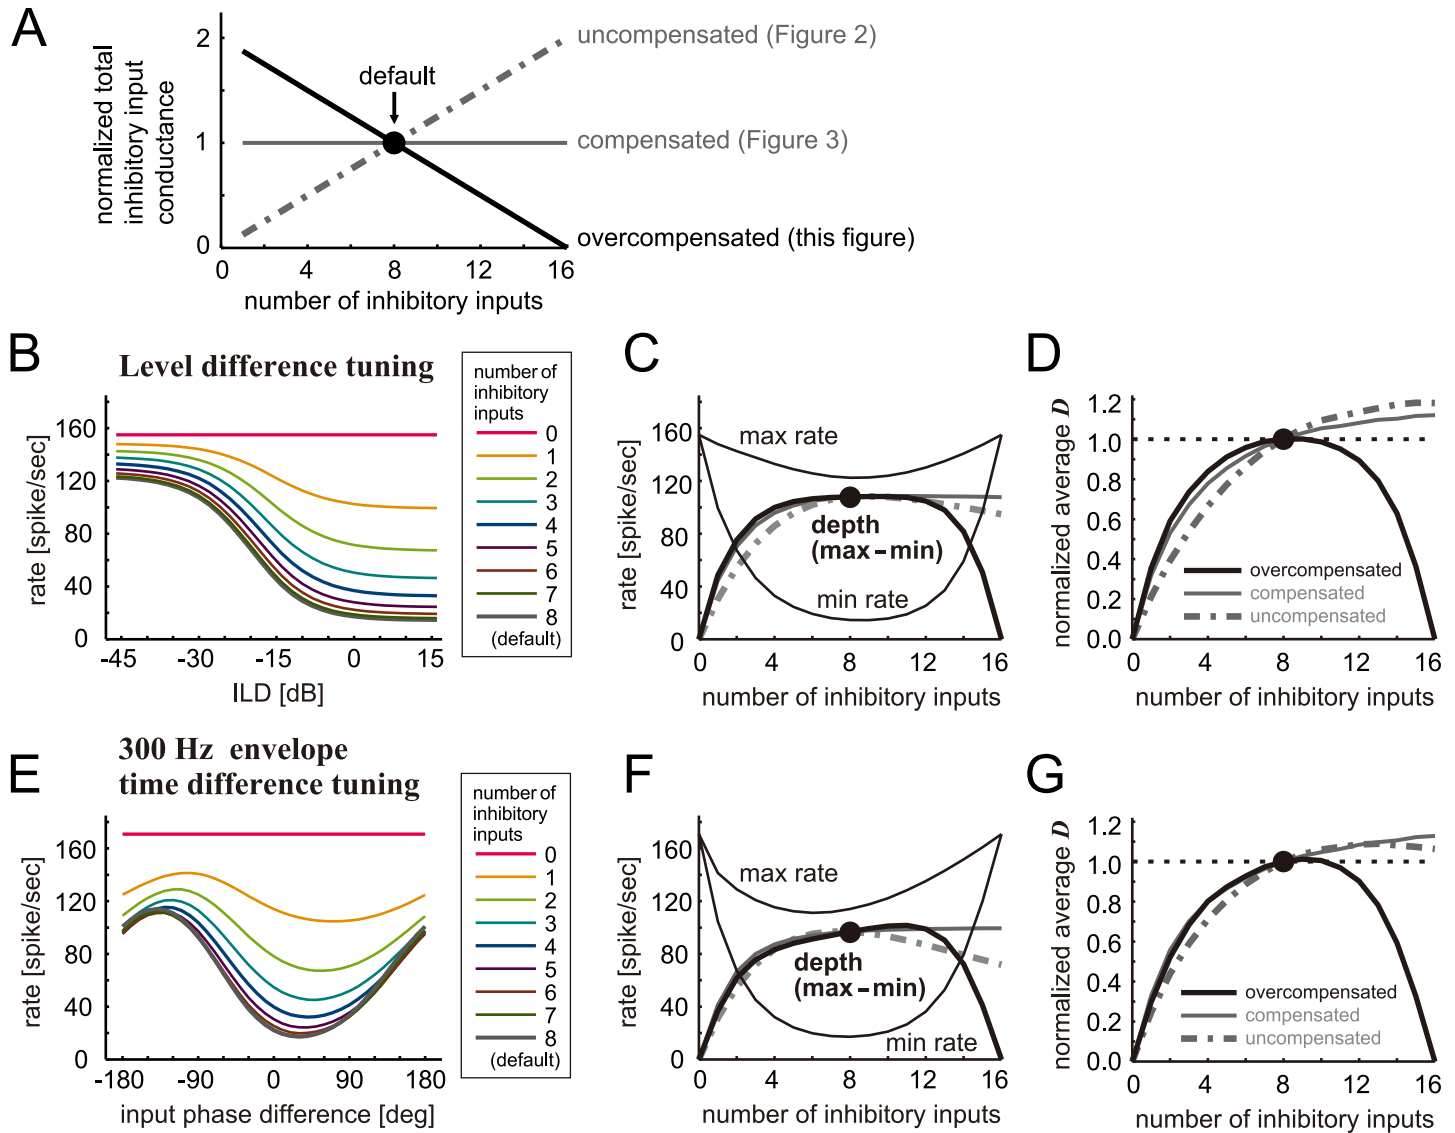 A
normalized total
inhibitory input
conductance
2
1
0
default
uncompensated (Figure 2)
compensated (Figure 3)
overcompensated (this figure)
0 4 8 12 16
number of inhibitory inputs
B
Level difference tuning
rate [spike/sec]
160
120
80
40
0
-45 -30 -15 0 15
ILD [dB]
number of
inhibitory
inputs
0
1
2
3
4
5
6
7
8
(default)
C
rate [spike/sec]
160
120
80
40
0
max rate
depth
(max–min)
min rate
0 4 8 12 16
number of inhibitory inputs
D
normalized average D
1.2
1.0
0.8
0.6
0.4
0.2
0.0
overcompensated
compensated
uncompensated
0 4 8 12 16
number of inhibitory inputs
E
300 Hz envelope
time difference tuning
rate [spike/sec]
160
120
80
40
0
-180 -90 0 90 180
input phase difference [deg]
number of
inhibitory
inputs
0
1
2
3
4
5
6
7
8
(default)
F
rate [spike/sec]
160
120
80
40
0
max rate
depth
(max–min)
min rate
0 4 8 12 16
number of inhibitory inputs
G
normalized average D
1.2
1.0
0.8
0.6
0.4
0.2
0.0
overcompensated
compensated
uncompensated
0 4 8 12 16
number of inhibitory inputs